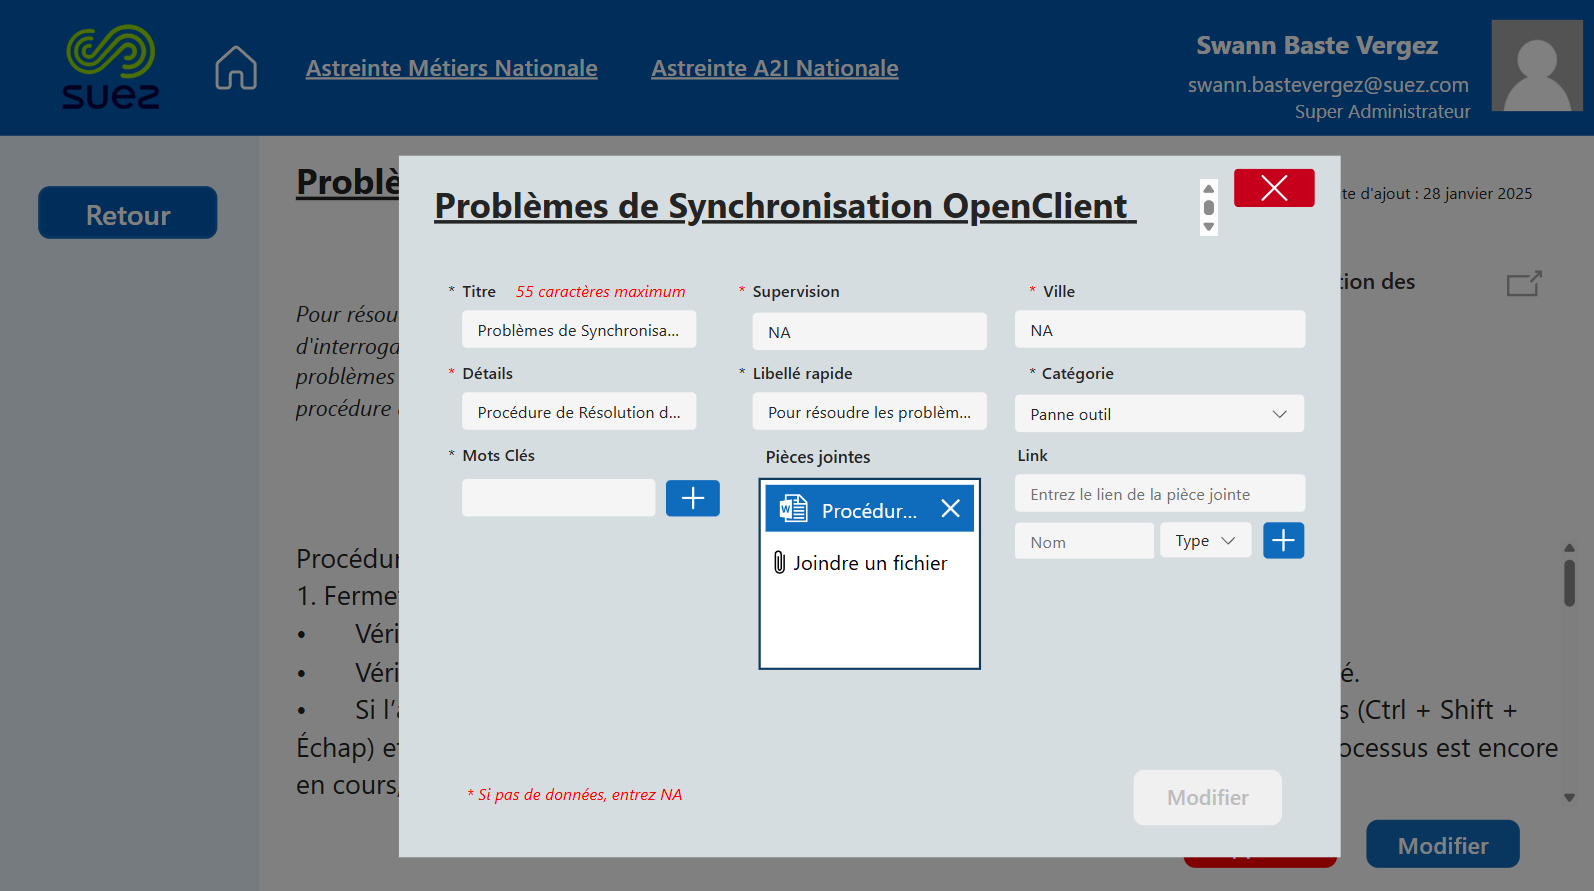 suez
Astreinte Métiers Nationale
Astreinte A2I Nationale
Swann Baste Vergez
swann.bastevergez@suez.com
Super Administrateur
Retour
Problè
te d'ajout : 28 janvier 2025
Problèmes de Synchronisation OpenClient
tion des
Pour résou
d'interroga
problèmes
procédure
* Titre 55 caractères maximum
* Supervision
* Ville
Problèmes de Synchronisa...
NA
NA
* Détails
* Libellé rapide
* Catégorie
Procédure de Résolution d...
Pour résoudre les problèm...
Panne outil
* Mots Clés
Pièces jointes
Link
Procédur...
Entrez le lien de la pièce jointe
Nom
Type
Joindre un fichier
Procédur
1. Ferme
• Véri
• Véri
é.
• Si l'
s (Ctrl + Shift +
Échap) e
ocessus est encore
en cours,
* Si pas de données, entrez NA
Modifier
Modifier